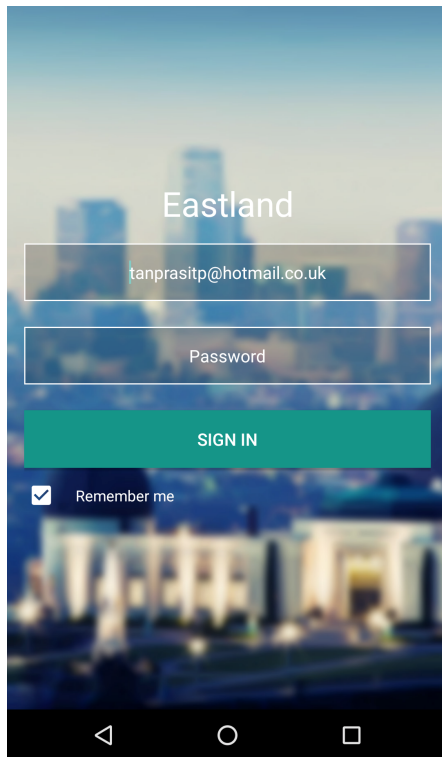 Eastland
tanprasitp@hotmail.co.uk
Password
SIGN IN
Remember me